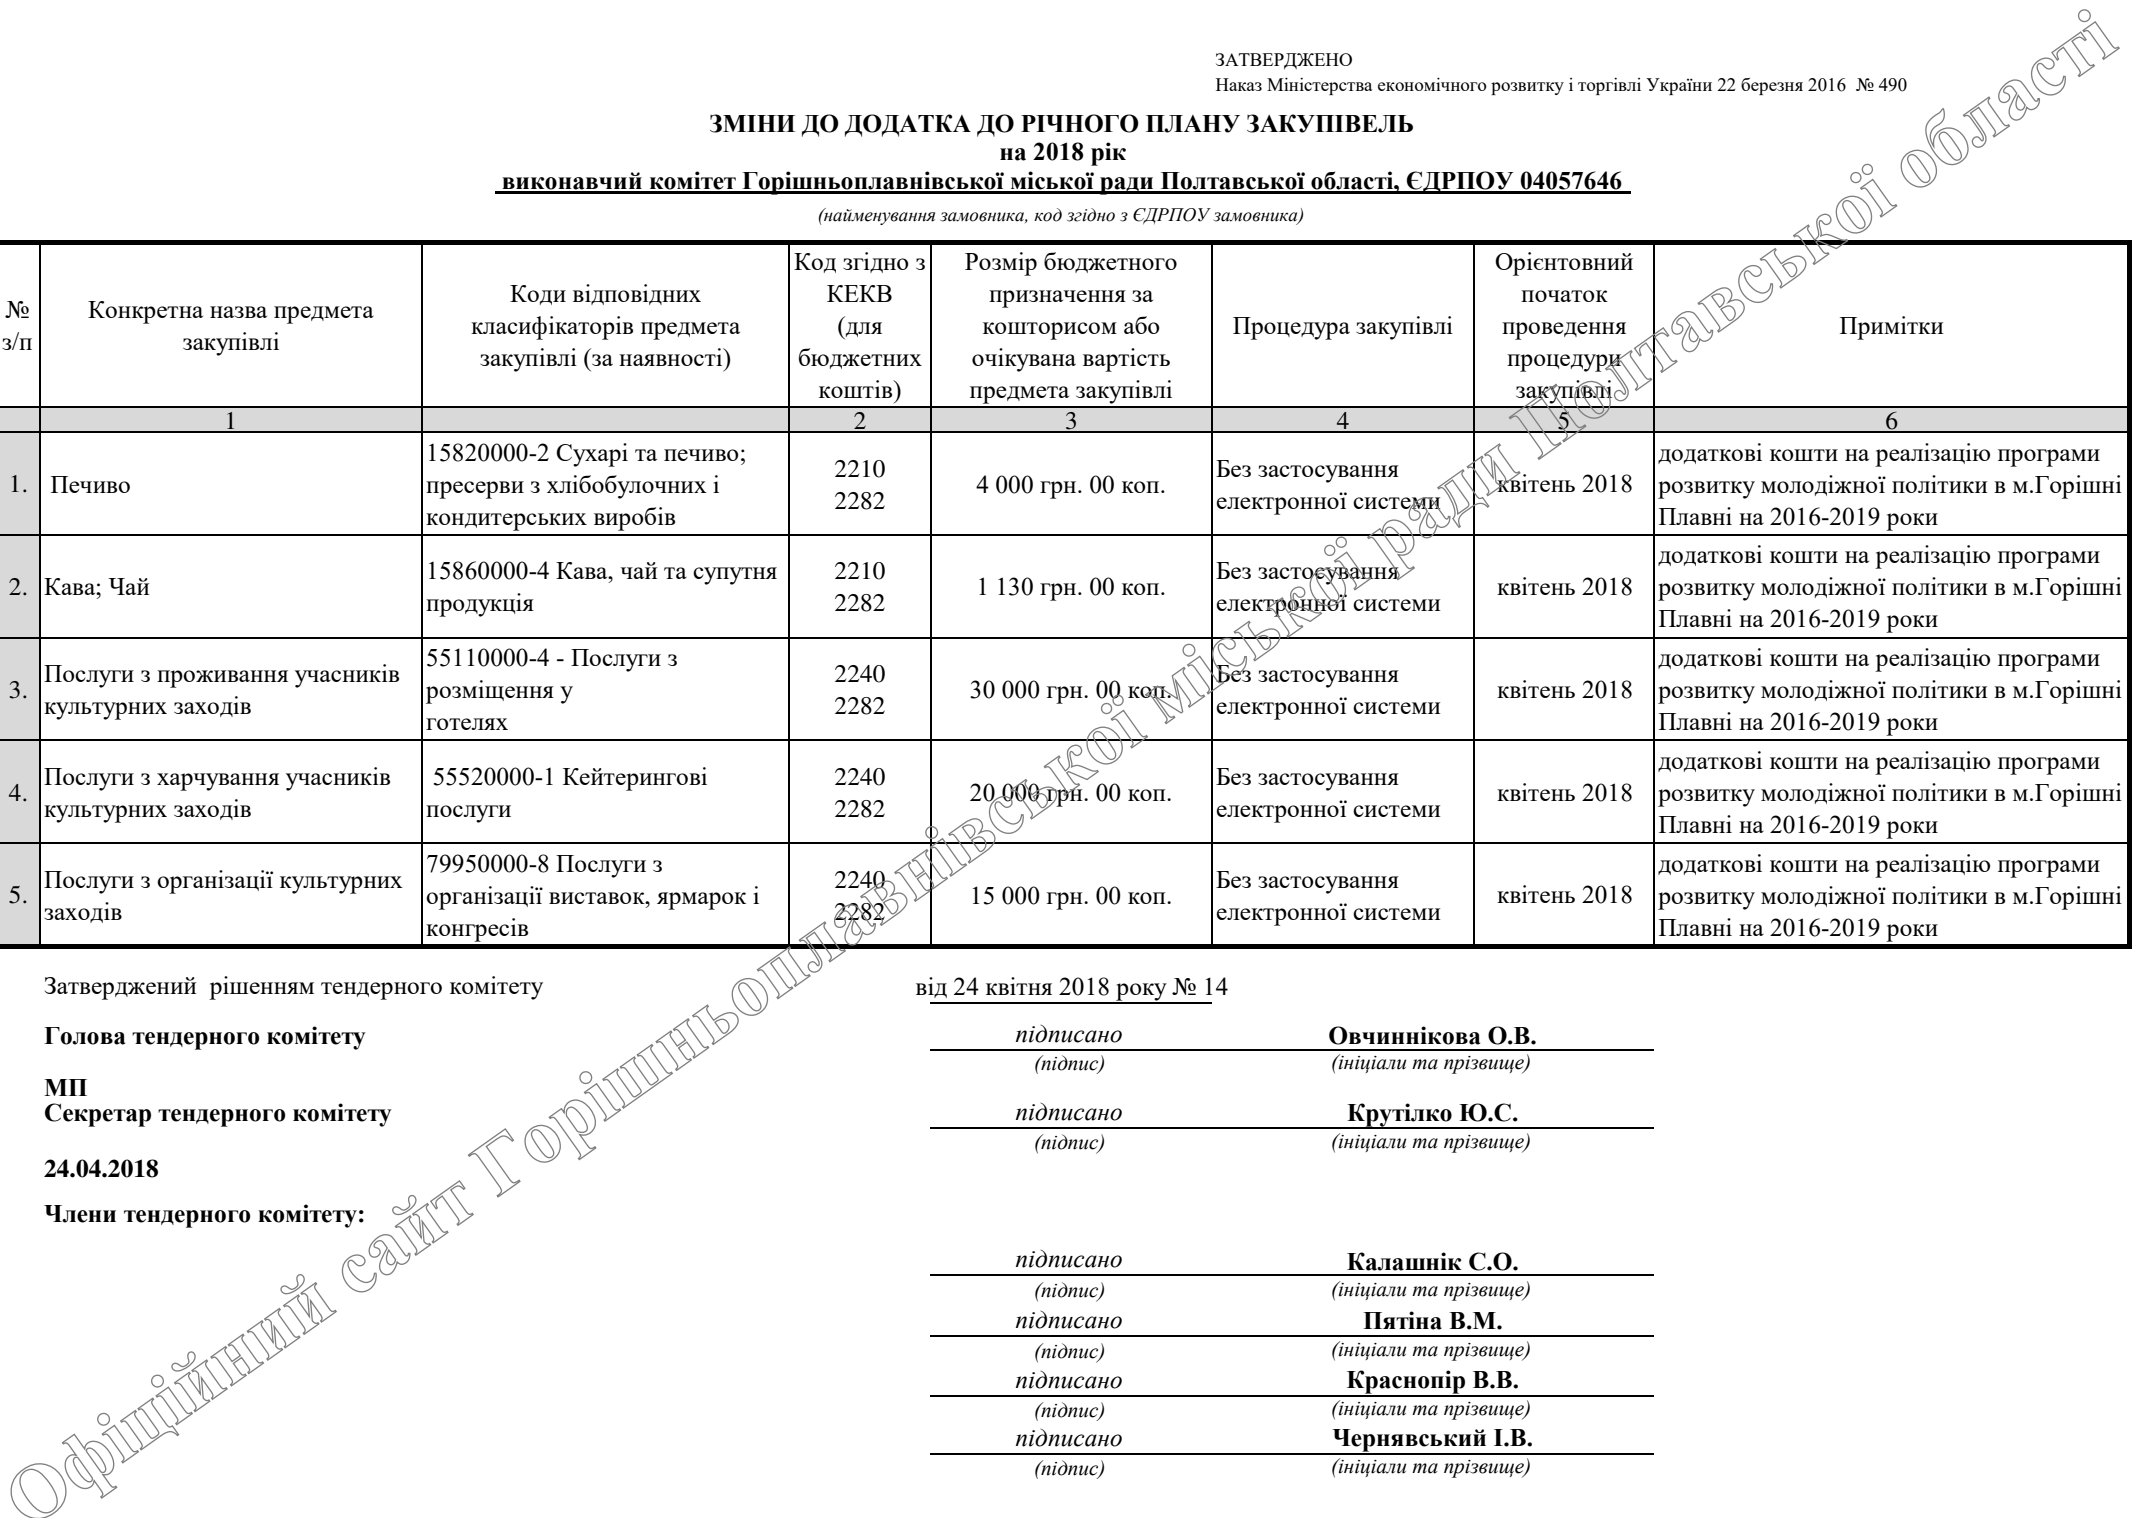 ЗАТВЕРДЖЕНО
Наказ Міністерства економічного розвитку і торгівлі України 22 березня 2016 № 490
ЗМІНИ ДО ДОДАТКА ДО РІЧНОГО ПЛАНУ ЗАКУПІВЕЛЬ
на 2018 рік
виконавчий комітет Горішньоплавнівської міської ради Полтавської області, ЄДРПОУ 04057646
(найменування замовника, код згідно з ЄДРПОУ замовника)
№
з/п
Конкретна назва предмета
закупівлі
Коди відповідних
класифікаторів предмета
закупівлі (за наявності)
Код згідно з
КЕКВ
(для
бюджетних
коштів)
Розмір бюджетного
призначення за
кошторисом або
очікувана вартість
предмета закупівлі
Процедура закупівлі
Орієнтовний
початок
проведення
процедури
закупівлі
Примітки
1
2
3
4
5
6
1.
Печиво
15820000-2 Сухарі та печиво;
пресерви з хлібобулочних і
кондитерських виробів
2210
2282
4 000 грн. 00 коп.
Без застосування
електронної системи
квітень 2018
додаткові кошти на реалізацію програми
розвитку молодіжної політики в м.Горішні
Плавні на 2016-2019 роки
2.
Кава; Чай
15860000-4 Кава, чай та супутня
продукція
2210
2282
1 130 грн. 00 коп.
Без застосування
електронної системи
квітень 2018
додаткові кошти на реалізацію програми
розвитку молодіжної політики в м.Горішні
Плавні на 2016-2019 роки
3.
Послуги з проживання учасників
культурних заходів
55110000-4 - Послуги з
розміщення у
готелях
2240
2282
30 000 грн. 00 коп.
Без застосування
електронної системи
квітень 2018
додаткові кошти на реалізацію програми
розвитку молодіжної політики в м.Горішні
Плавні на 2016-2019 роки
4.
Послуги з харчування учасників
культурних заходів
55520000-1 Кейтерингові
послуги
2240
2282
20 000 грн. 00 коп.
Без застосування
електронної системи
квітень 2018
додаткові кошти на реалізацію програми
розвитку молодіжної політики в м.Горішні
Плавні на 2016-2019 роки
5.
Послуги з організації культурних
заходів
79950000-8 Послуги з
організації виставок, ярмарок і
конгресів
2240
2282
15 000 грн. 00 коп.
Без застосування
електронної системи
квітень 2018
додаткові кошти на реалізацію програми
розвитку молодіжної політики в м.Горішні
Плавні на 2016-2019 роки
Затверджений рішенням тендерного комітету
від 24 квітня 2018 року № 14
Голова тендерного комітету
підписано
Овчиннікова О.В.
(підпис)
(ініціали та прізвище)
МП
Секретар тендерного комітету
підписано
Крутілко Ю.С.
(підпис)
(ініціали та прізвище)
24.04.2018
Члени тендерного комітету:
підписано
Калашнік С.О.
(підпис)
(ініціали та прізвище)
підписано
Пятіна В.М.
(підпис)
(ініціали та прізвище)
підписано
Краснопір В.В.
(підпис)
(ініціали та прізвище)
підписано
Чернявський І.В.
(підпис)
(ініціали та прізвище)
Офіційний сайт Горішньоплавнівської міської ради Полтавської області